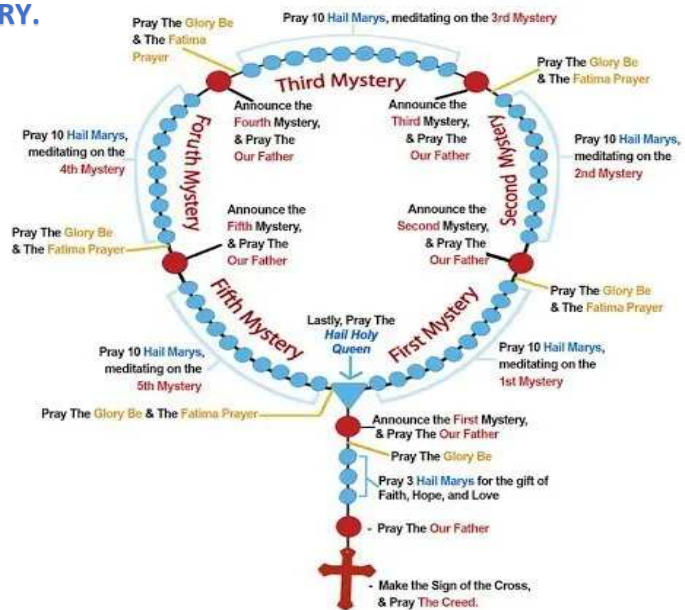 RY.
Pray 10 Hail Marys, meditating on the 3rd Mystery
Pray The Glory Be
& The Fatima
Prayer
Pray The Glory Be
& The Fatima Prayer
Third Mystery
Announce the
Fourth Mystery,
& Pray The
Our Father
Announce the
Third Mystery,
& Pray The
Our Father
Pray 10 Hail Marys,
meditating on the
4th Mystery
Foruth Mystery
Second Mystery
Pray 10 Hail Marys,
meditating on the
2nd Mystery
Pray The Glory Be
& The Fatima Prayer
Announce the
Fifth Mystery,
& Pray The
Our Father
Announce the
Second Mystery,
& Pray The
Our Father
Pray The Glory Be
& The Fatima Prayer
Fifth Mystery
Lastly, Pray The
Hail Holy
Queen
First Mystery
Pray 10 Hail Marys,
meditating on the
5th Mystery
Pray 10 Hail Marys,
meditating on the
1st Mystery
Pray The Glory Be & The Fatima Prayer
Announce the First Mystery,
& Pray The Our Father
Pray The Glory Be
Pray 3 Hail Marys for the gift of
Faith, Hope, and Love
- Pray The Our Father
- Make the Sign of the Cross,
& Pray The Creed.